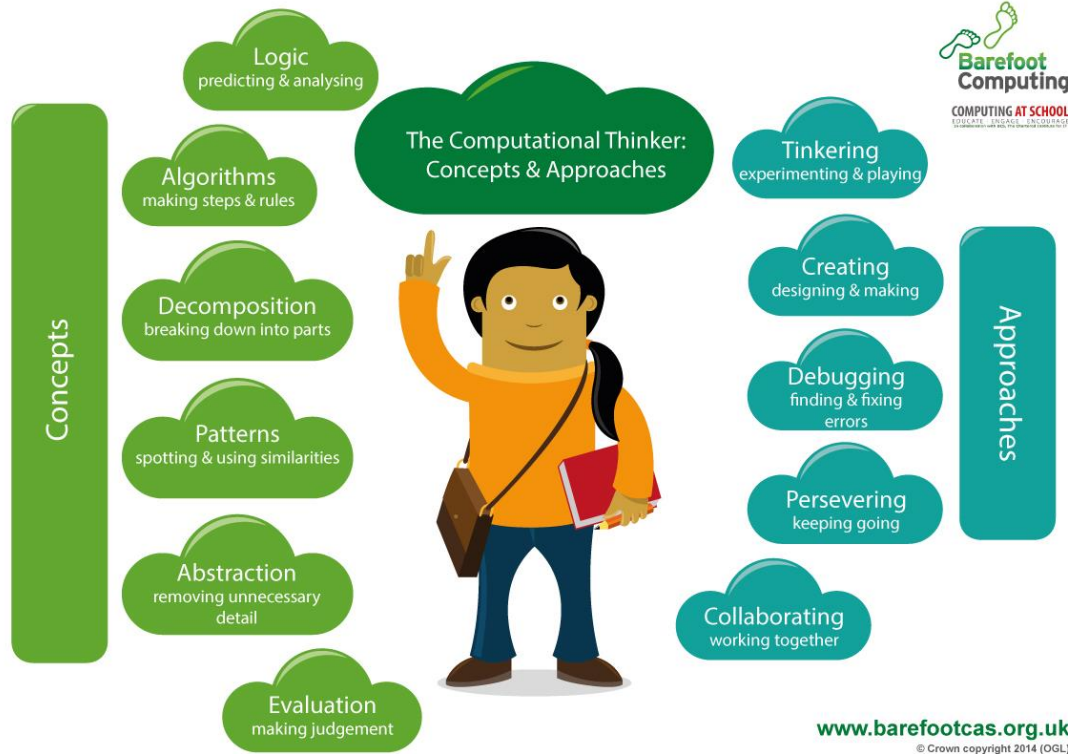 The Computational Thinker:
Concepts & Approaches
Concepts
Logic
predicting & analysing
Algorithms
making steps & rules
Decomposition
breaking down into parts
Patterns
spotting & using similarities
Abstraction
removing unnecessary
detail
Evaluation
making judgement
Approaches
Tinkering
experimenting & playing
Creating
designing & making
Debugging
finding & fixing
errors
Persevering
keeping going
Collaborating
working together
Barefoot
Computing
COMPUTING AT SCHOOL
EDUCATE · ENGAGE · ENCOURAGE
www.barefootcas.org.uk
© Crown copyright 2014 (OGL)